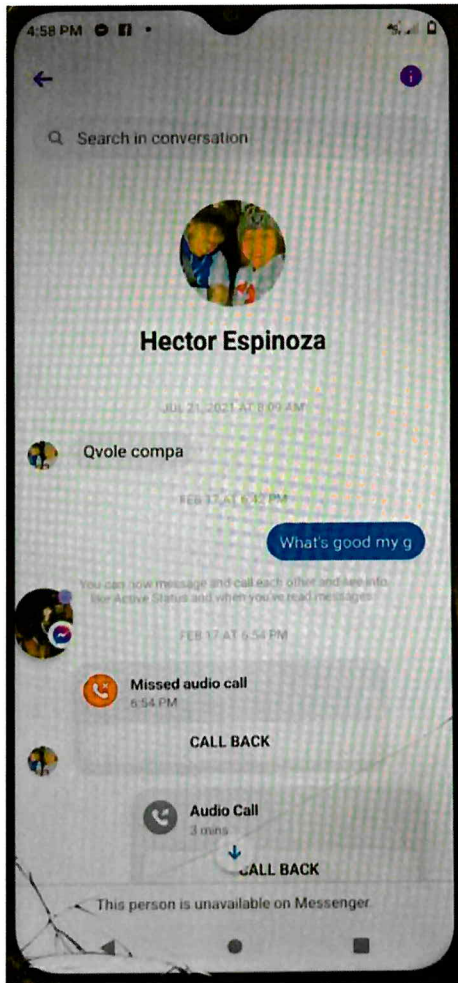 4:58 PM
4G
Search in conversation
Hector Espinoza
JUL 21, 2021 AT 8:09 AM
Qvole compa
FEB 17 AT 6:42 PM
What's good my g
You can now message and call each other and see info
like Active Status and when you've read messages.
FEB 17 AT 6:54 PM
Missed audio call
6:54 PM
CALL BACK
Audio Call
3 mins
CALL BACK
This person is unavailable on Messenger.